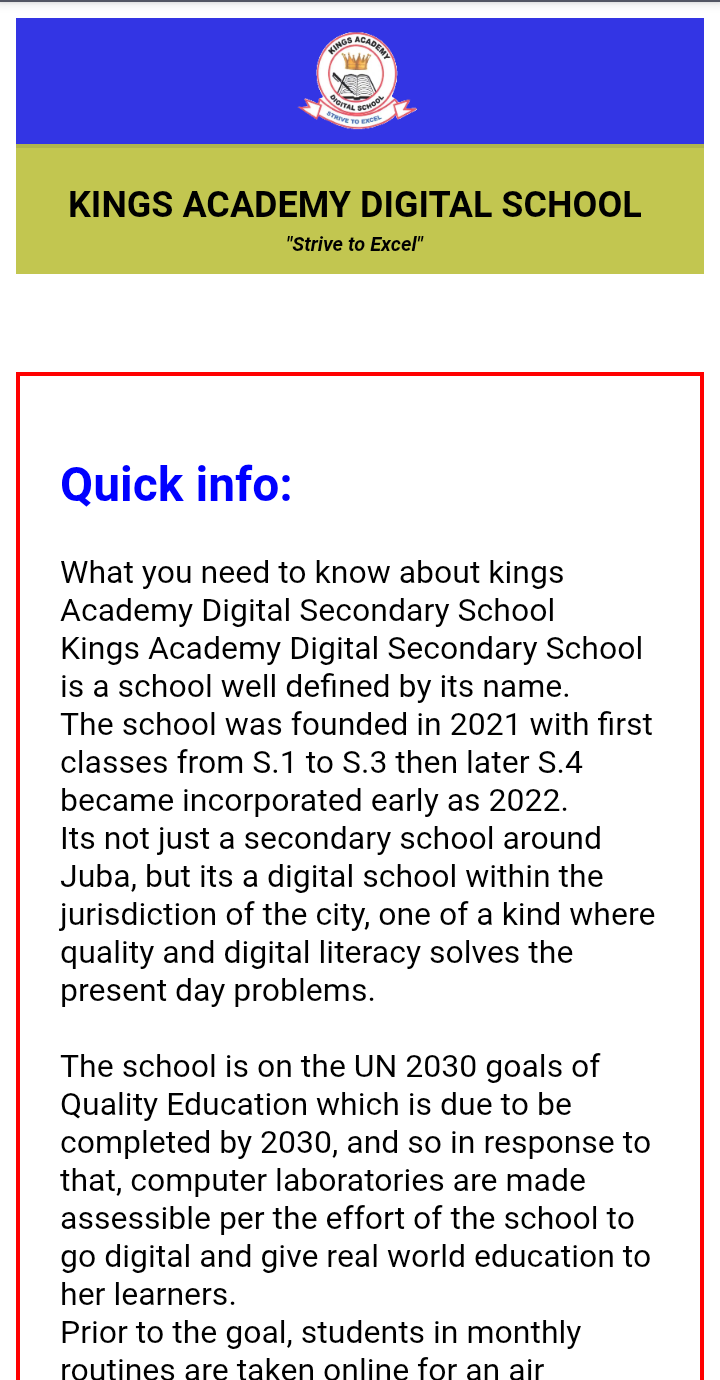 KINGS ACADEMY
DIGITAL SCHOOL
STRIVE TO EXCEL
KINGS ACADEMY DIGITAL SCHOOL
"Strive to Excel"
Quick info:
What you need to know about kings
Academy Digital Secondary School
Kings Academy Digital Secondary School
is a school well defined by its name.
The school was founded in 2021 with first
classes from S.1 to S.3 then later S.4
became incorporated early as 2022.
Its not just a secondary school around
Juba, but its a digital school within the
jurisdiction of the city, one of a kind where
quality and digital literacy solves the
present day problems.
The school is on the UN 2030 goals of
Quality Education which is due to be
completed by 2030, and so in response to
that, computer laboratories are made
assessible per the effort of the school to
go digital and give real world education to
her learners.
Prior to the goal, students in monthly
routines are taken online for an air